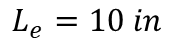 Lₑ = 10 in